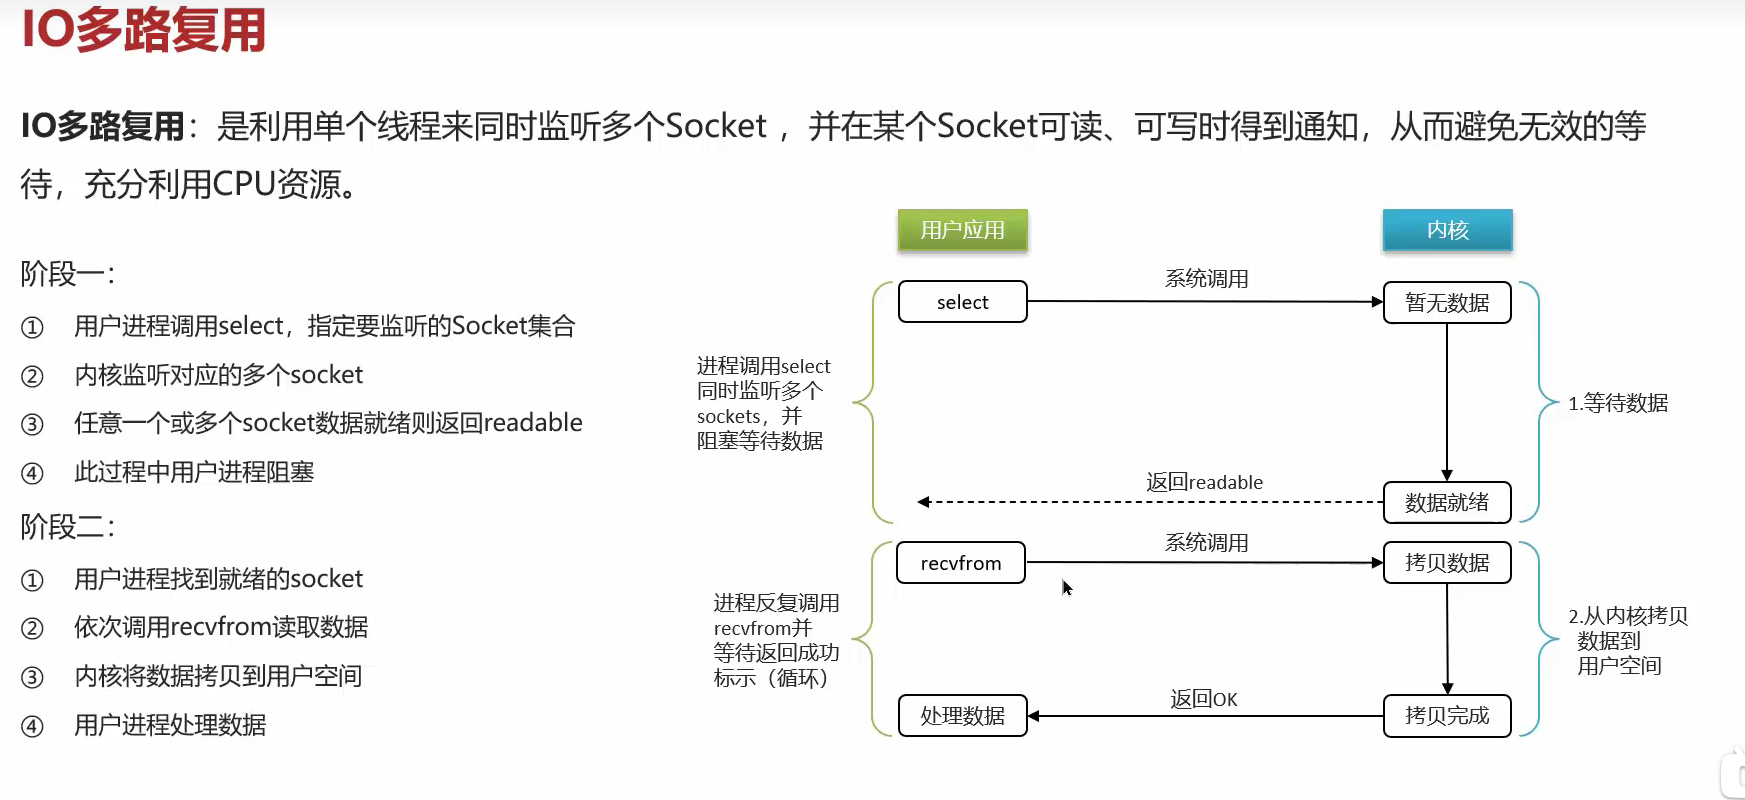 IO多路复用
IO多路复用：是利用单个线程来同时监听多个Socket ，并在某个Socket可读、可写时得到通知，从而避免无效的等
待，充分利用CPU资源。
阶段一：
① 用户进程调用select，指定要监听的Socket集合
② 内核监听对应的多个socket
③ 任意一个或多个socket数据就绪则返回readable
④ 此过程中用户进程阻塞
阶段二：
① 用户进程找到就绪的socket
② 依次调用recvfrom读取数据
③ 内核将数据拷贝到用户空间
④ 用户进程处理数据
用户应用
内核
系统调用
select
暂无数据
进程调用select
同时监听多个
sockets，并
阻塞等待数据
1.等待数据
返回readable
数据就绪
系统调用
recvfrom
拷贝数据
进程反复调用
recvfrom并
等待返回成功
标示（循环）
2.从内核拷贝
数据到
用户空间
返回OK
处理数据
拷贝完成